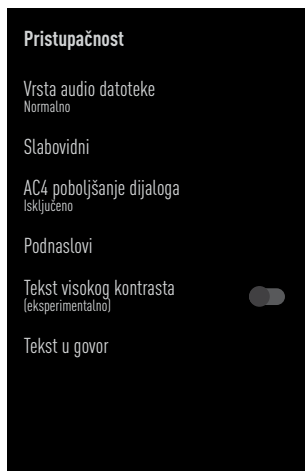 Pristupačnost
Vrsta audio datoteke
Normalno
Slabovidni
AC4 poboljšanje dijaloga
Isključeno
Podnaslovi
Tekst visokog kontrasta
(eksperimentalno)
Tekst u govor